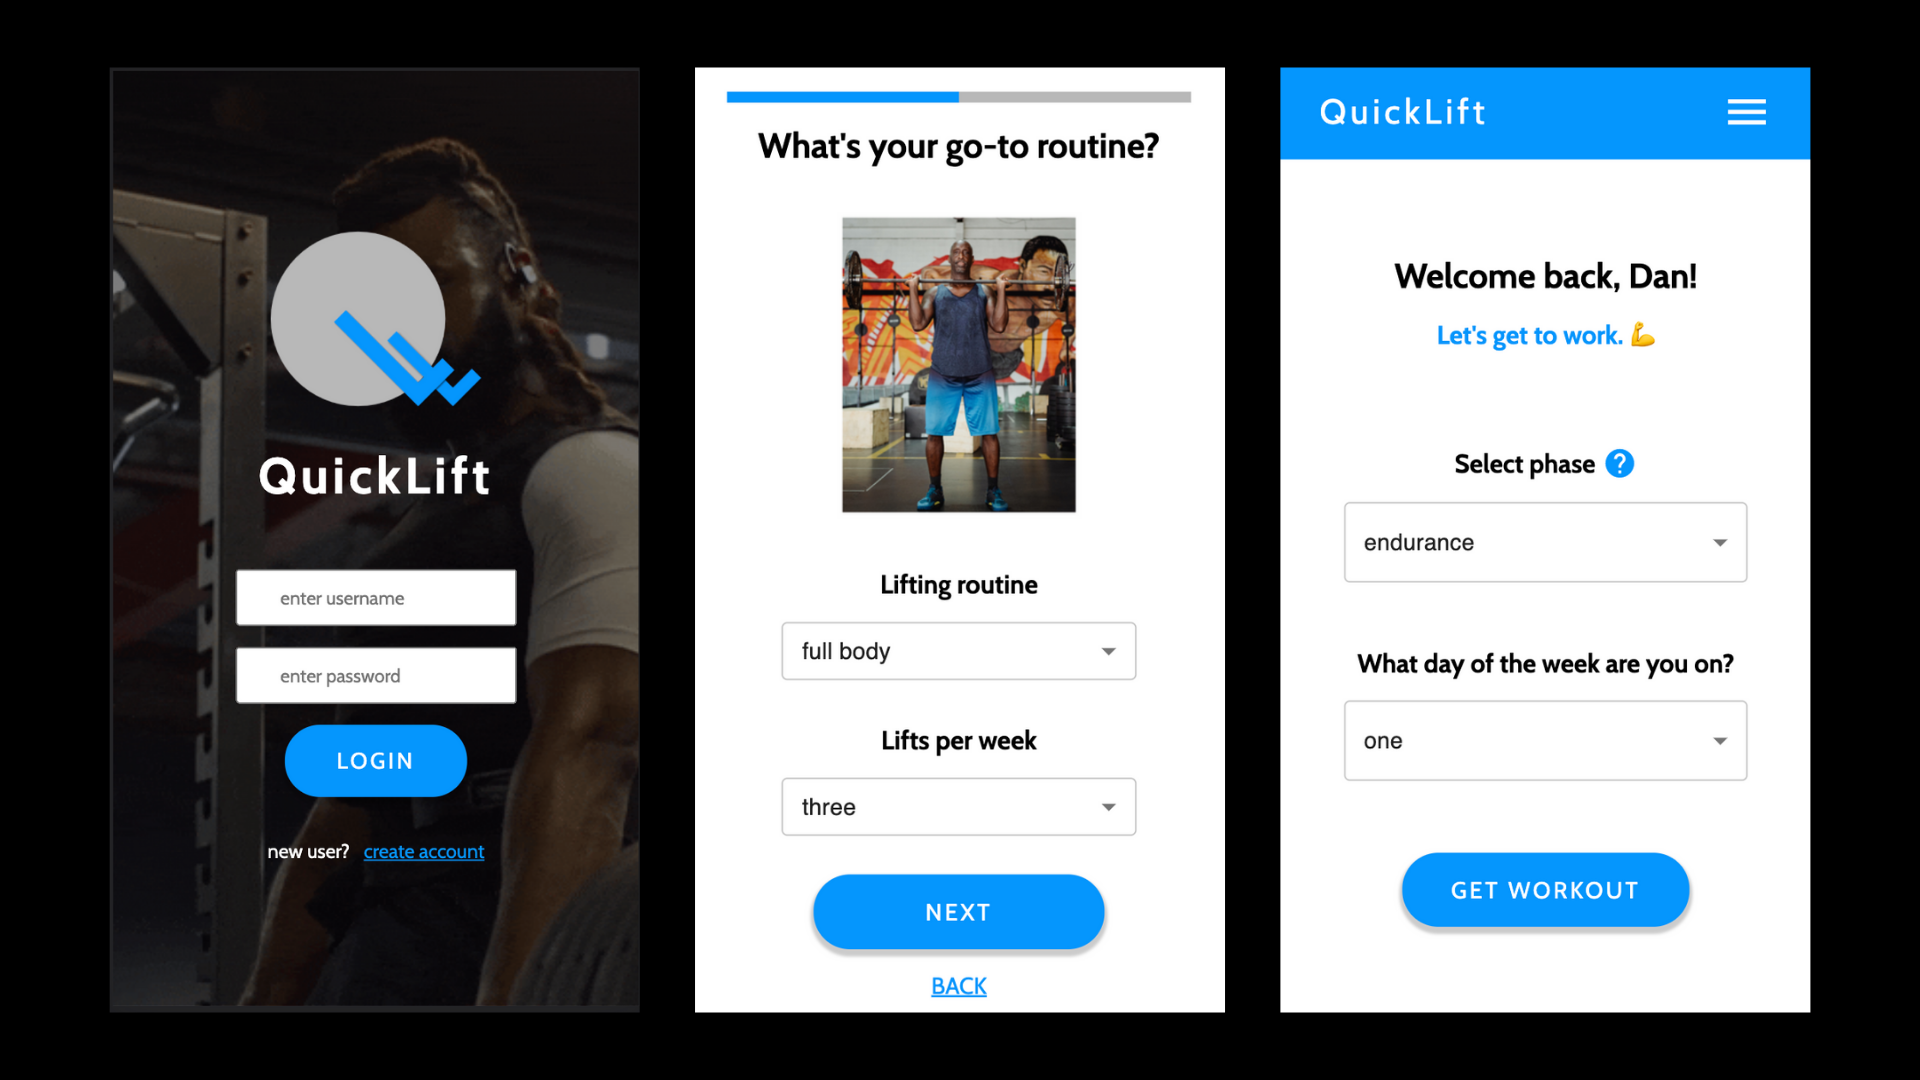 QuickLift
enter username
enter password
LOGIN
new user? create account
What's your go-to routine?
Lifting routine
full body
Lifts per week
three
NEXT
BACK
QuickLift
Welcome back, Dan!
Let's get to work. 💪
Select phase ?
endurance
What day of the week are you on?
one
GET WORKOUT